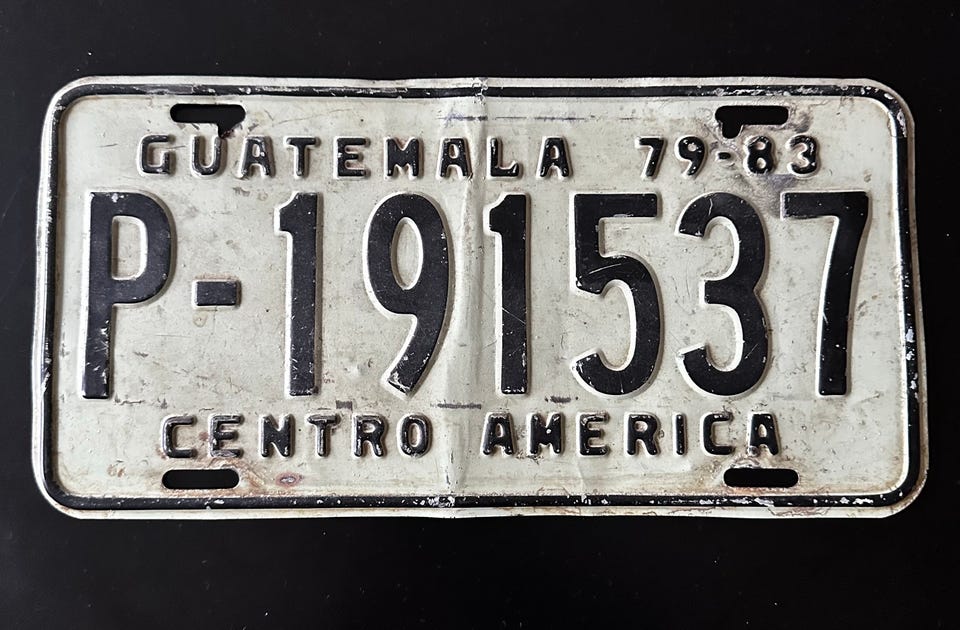 GUATEMALA 79-83
P-191537
CENTRO AMERICA